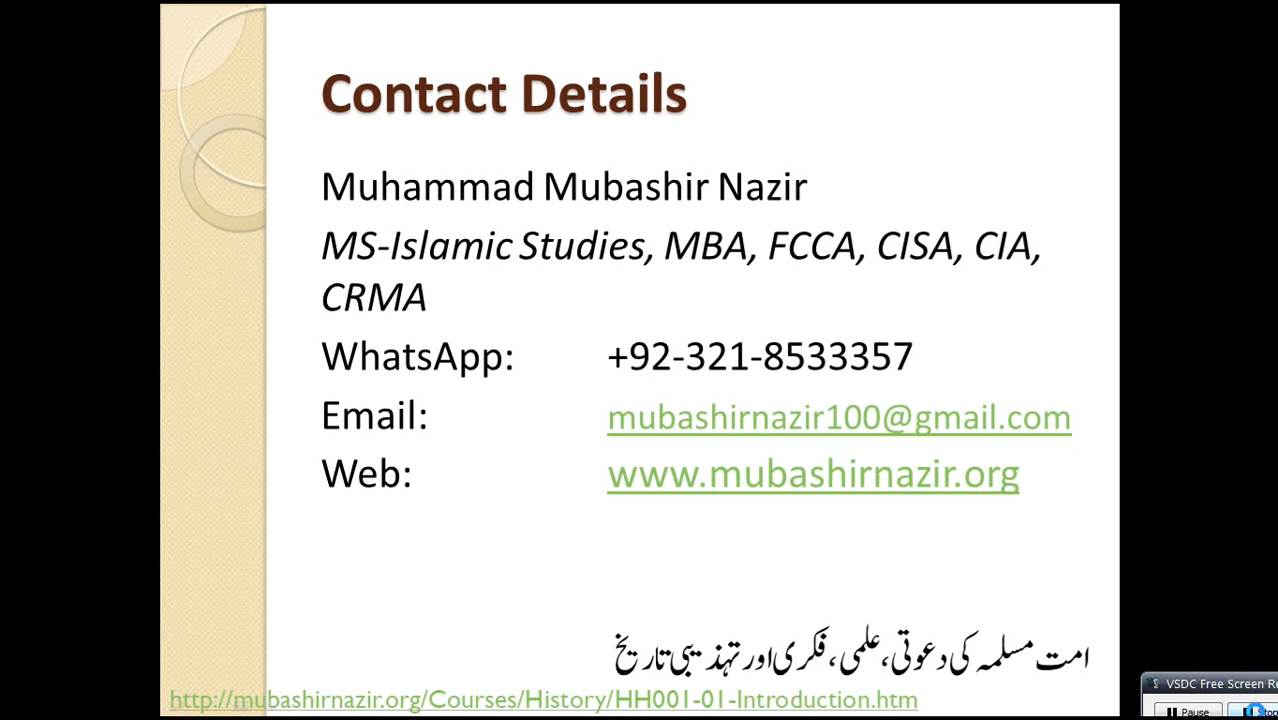 Contact Details
Muhammad Mubashir Nazir
MS-Islamic Studies, MBA, FCCA, CISA, CIA,
CRMA
WhatsApp: +92-321-8533357
Email: mubashirnazir100@gmail.com
Web: www.mubashirnazir.org
امت مسلمہ کی دعوتی، علمی، فکری اور تہذیبی تاریخ
http://mubashirnazir.org/Courses/History/HH001-01-Introduction.htm
VSDC Free Screen Re
Pause Stop